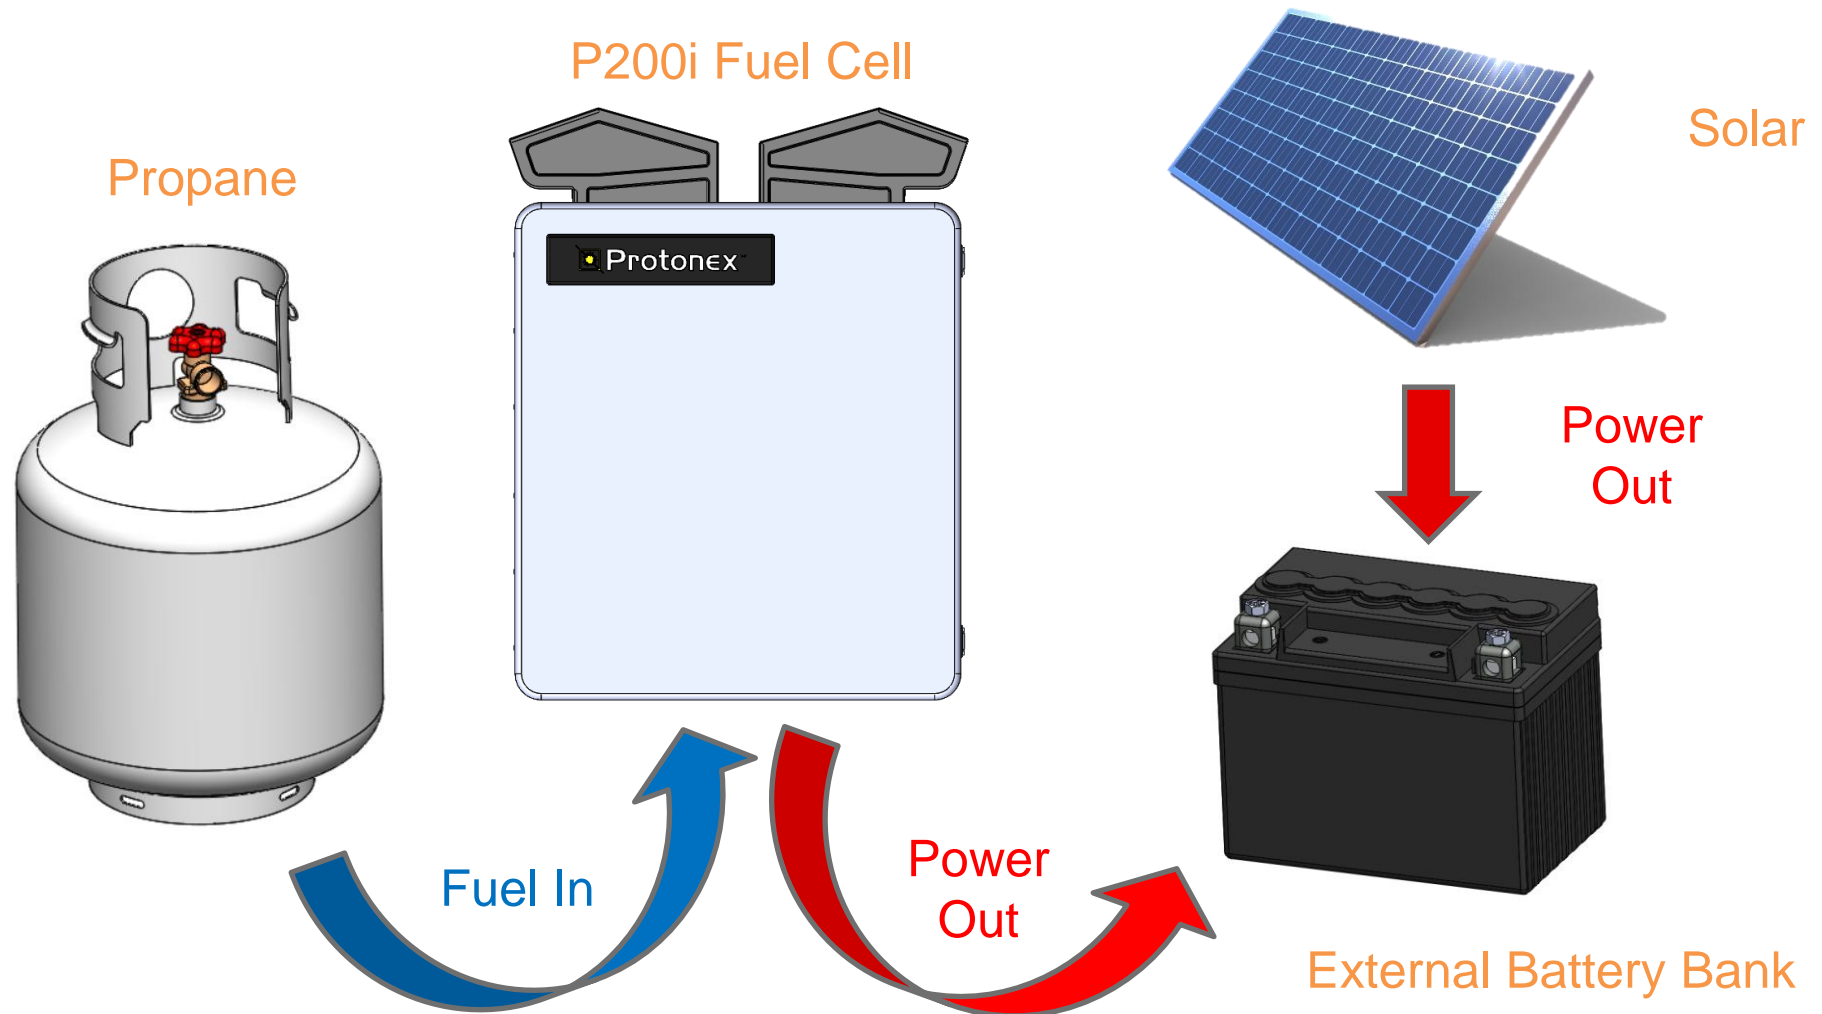 P200i Fuel Cell
Solar
Propane
Protonex
Power
Out
Fuel In
Power
Out
External Battery Bank